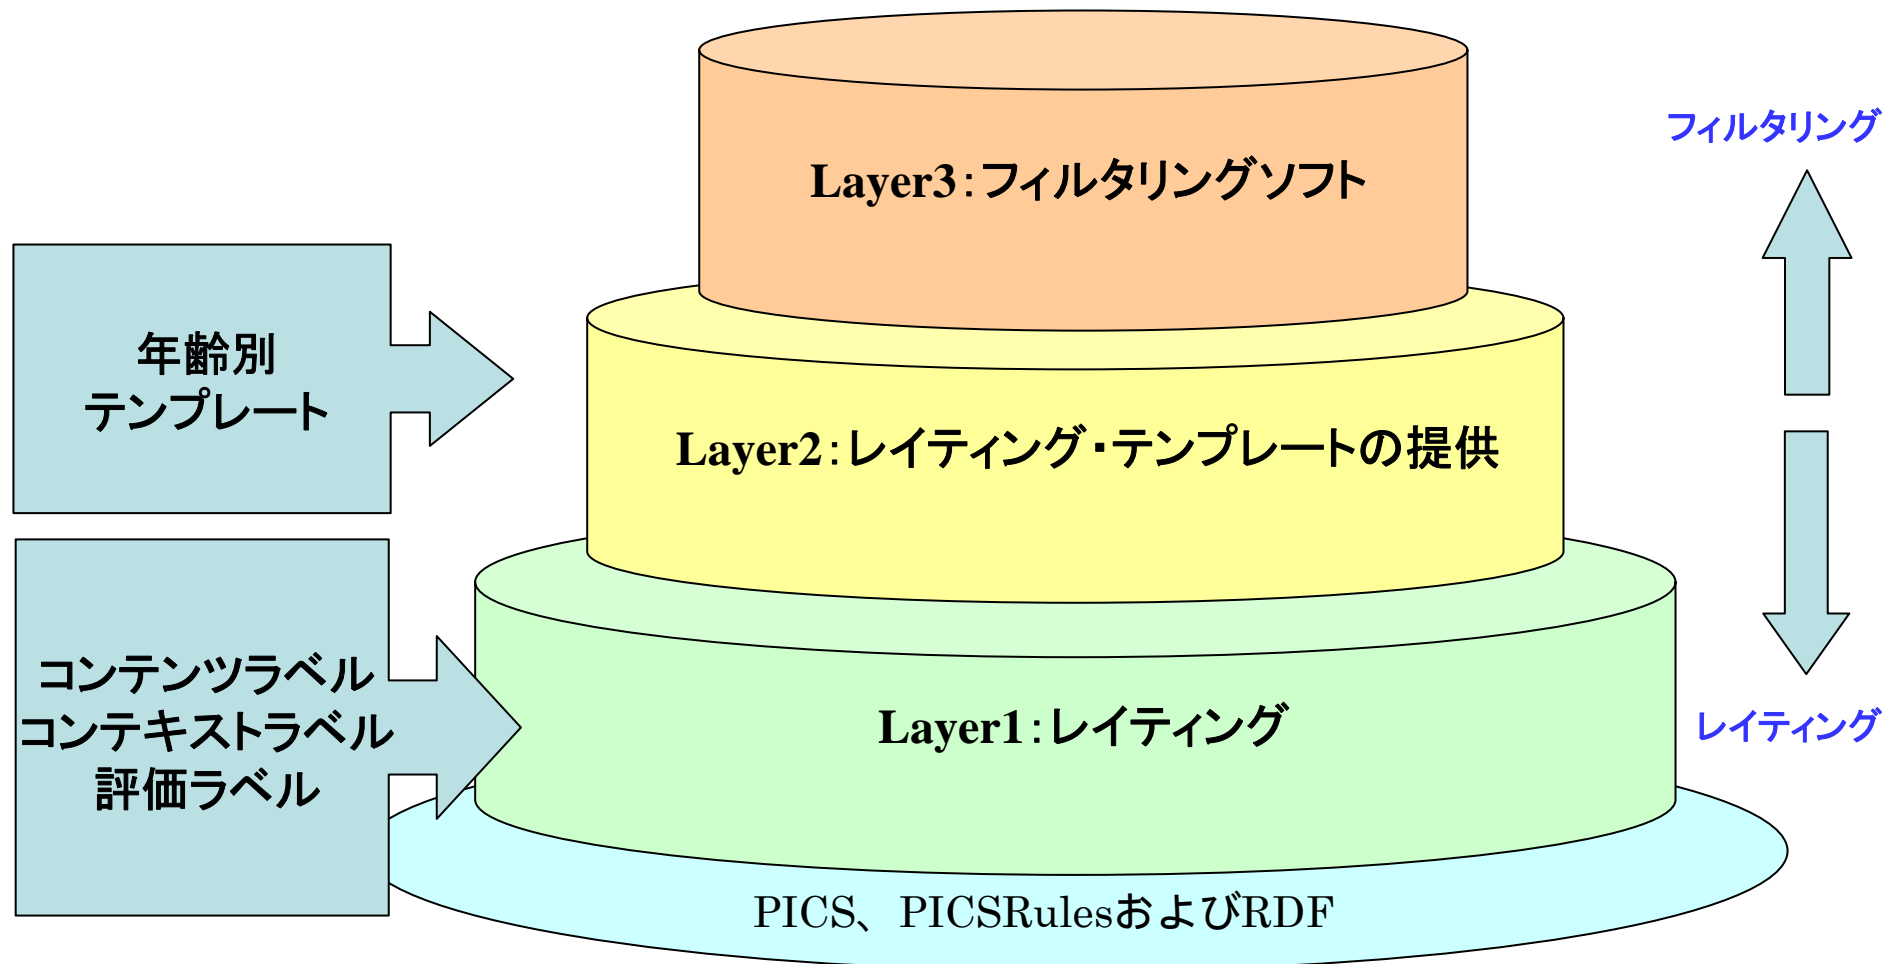 フィルタリング
Layer3：フィルタリングソフト
年齢別
テンプレート
Layer2：レイティング・テンプレートの提供
コンテンツラベル
コンテキストラベル
評価ラベル
Layer1：レイティング
レイティング
PICS、PICSRulesおよびRDF